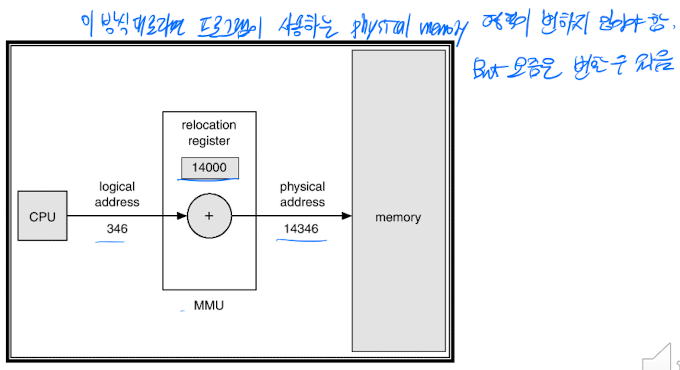 이 방식대로라면 프로그램이 사용하는 physical memory 영역이 변하지 않아야 함.
But 요즘은 변할 수 있음
relocation
register
14000
logical
address
physical
address
CPU
346
+
14346
memory
MMU